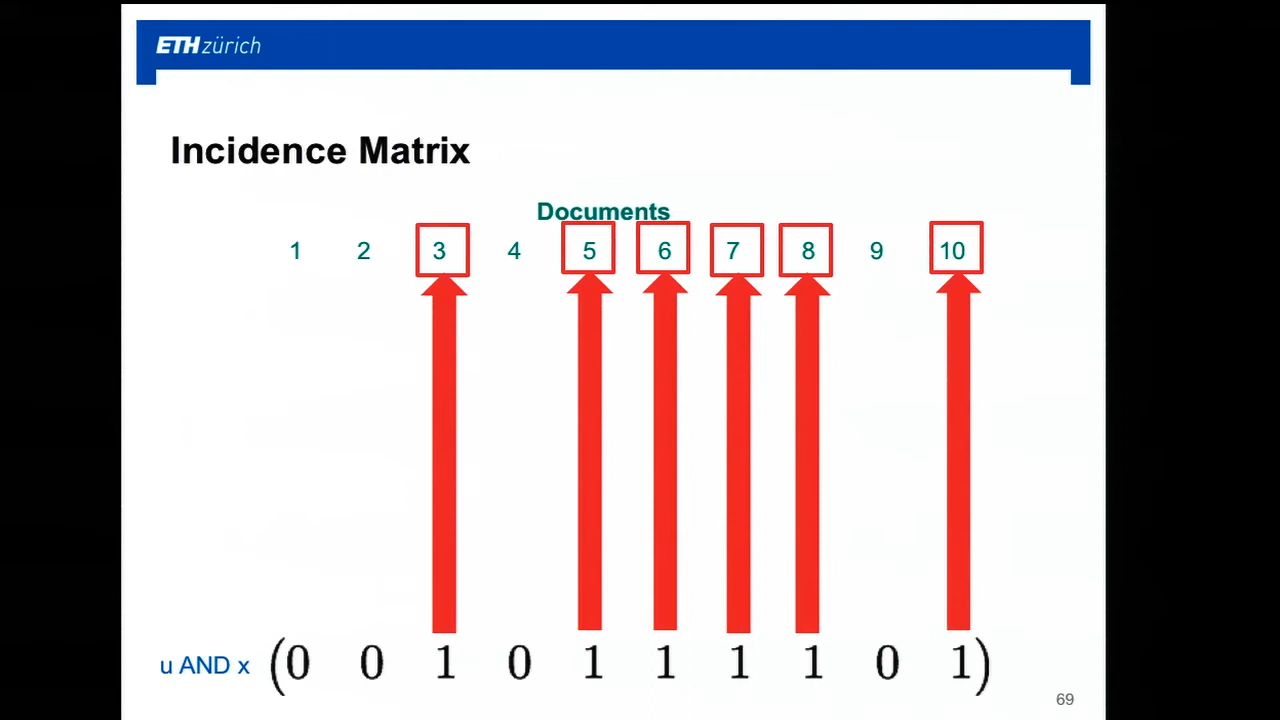 ETH zürich
Incidence Matrix
Documents
1 2 3 4 5 6 7 8 9 10
u AND x (0 0 1 0 1 1 1 1 0 1)
69